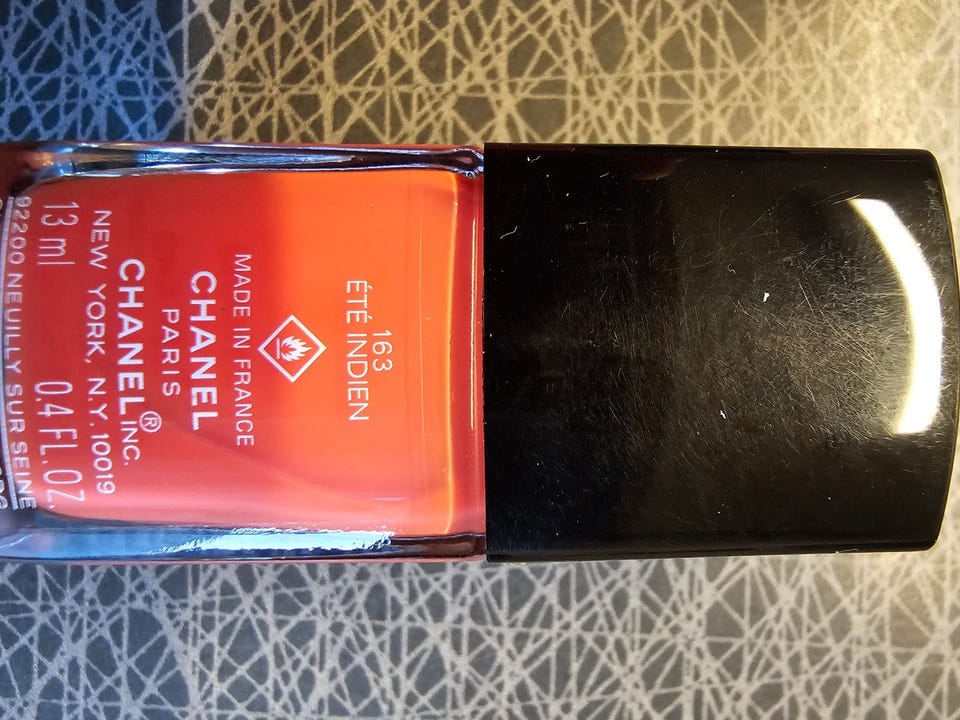 163
ÉTÉ INDIEN
MADE IN FRANCE
CHANEL
PARIS
CHANEL® INC.
NEW YORK, N.Y. 10019
13 ml 0.4 FL.OZ.
92200 NEUILLY SUR SEINE